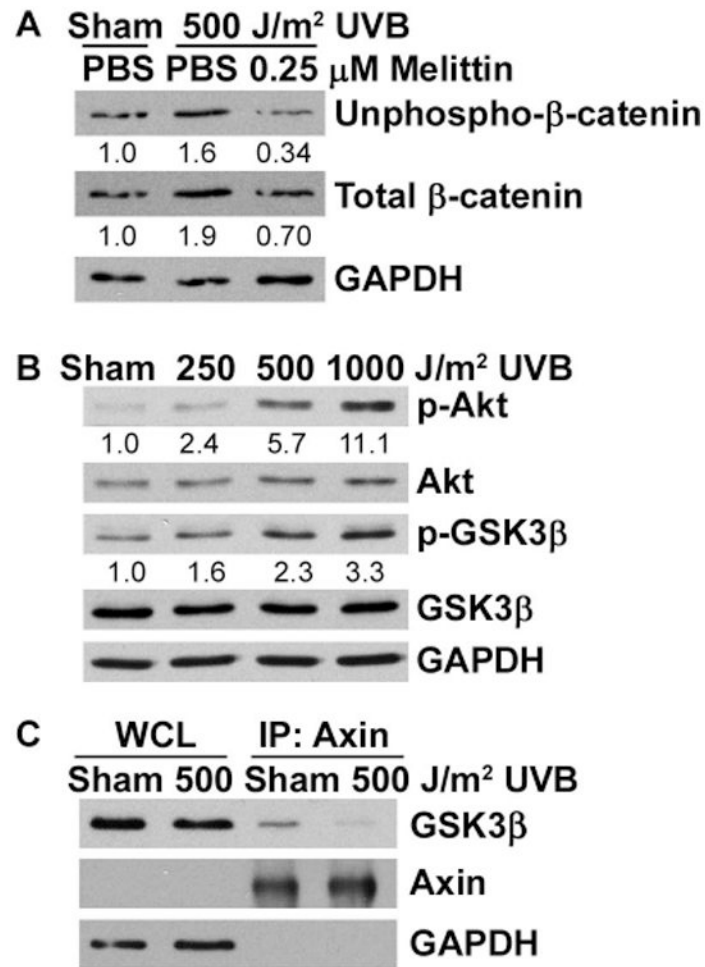 A Sham 500 J/m² UVB
PBS PBS 0.25 μM Melittin
Unphospho-β-catenin
1.0 1.6 0.34
Total β-catenin
1.0 1.9 0.70
GAPDH
B Sham 250 500 1000 J/m² UVB
p-Akt
1.0 2.4 5.7 11.1
Akt
p-GSK3β
1.0 1.6 2.3 3.3
GSK3β
GAPDH
C WCL IP: Axin
Sham 500 Sham 500 J/m² UVB
GSK3β
Axin
GAPDH